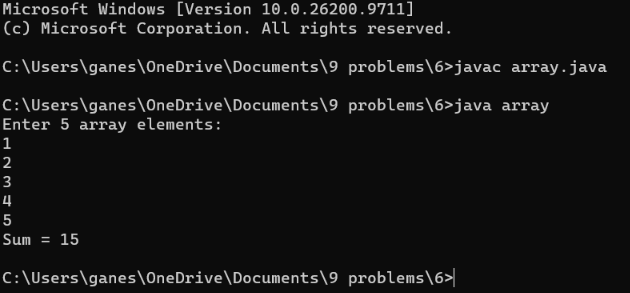 Microsoft Windows [Version 10.0.26200.9711]
(c) Microsoft Corporation. All rights reserved.
C:\Users\ganes\OneDrive\Documents\9 problems\6>javac array.java
C:\Users\ganes\OneDrive\Documents\9 problems\6>java array
Enter 5 array elements:
1
2
3
4
5
Sum = 15
C:\Users\ganes\OneDrive\Documents\9 problems\6>